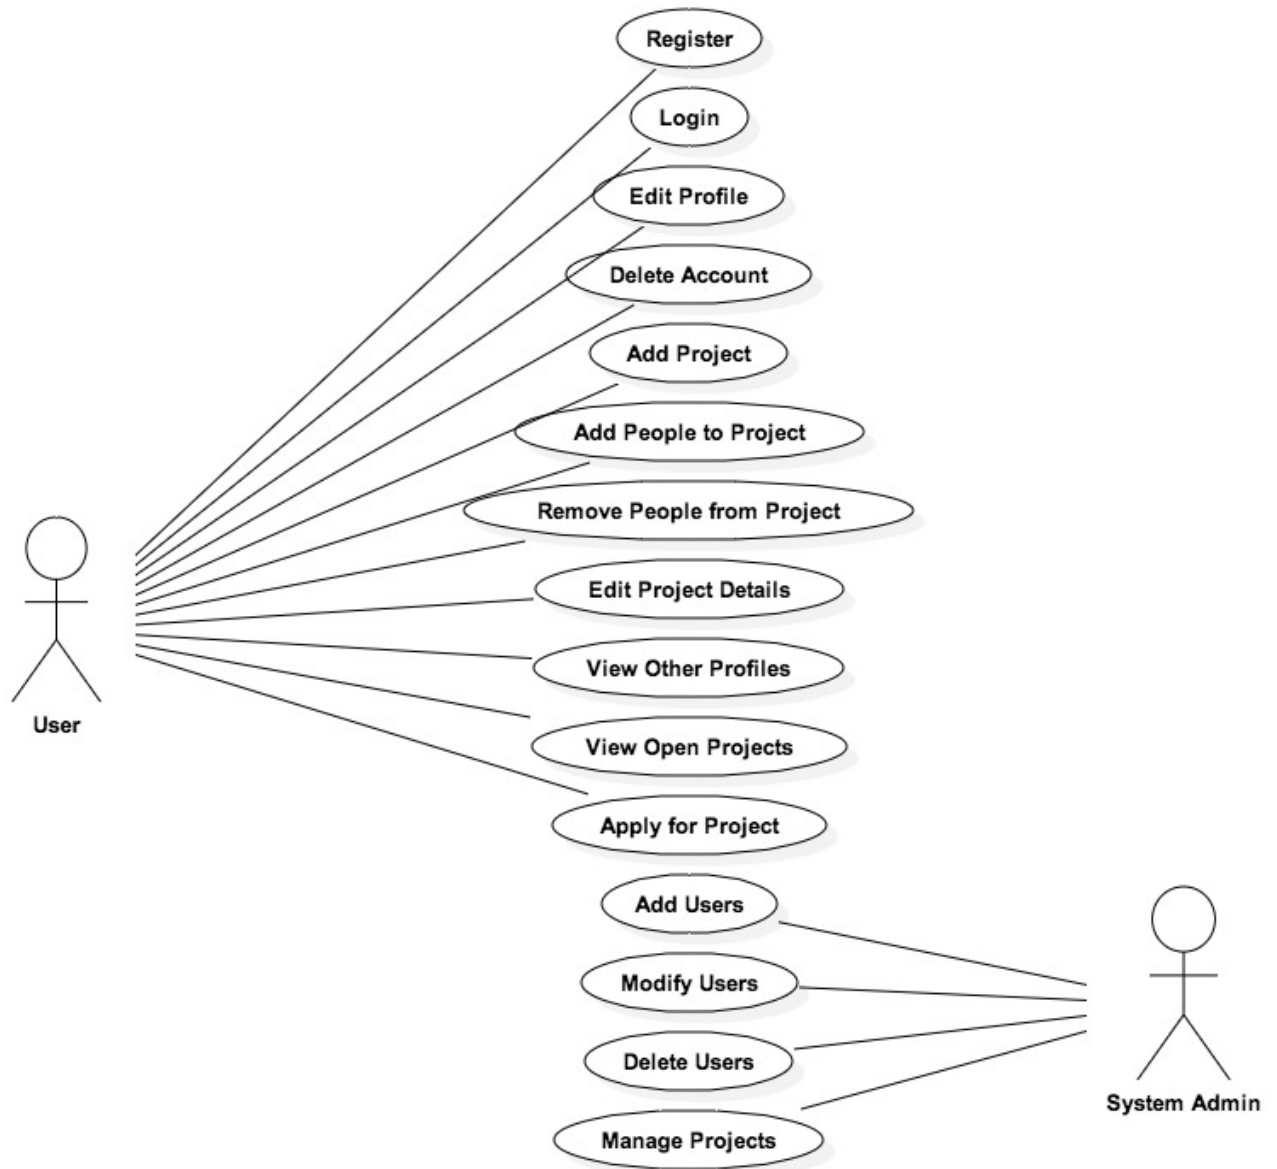 Register
Login
Edit Profile
Delete Account
Add Project
Add People to Project
Remove People from Project
Edit Project Details
View Other Profiles
User
View Open Projects
Apply for Project
Add Users
Modify Users
Delete Users
System Admin
Manage Projects